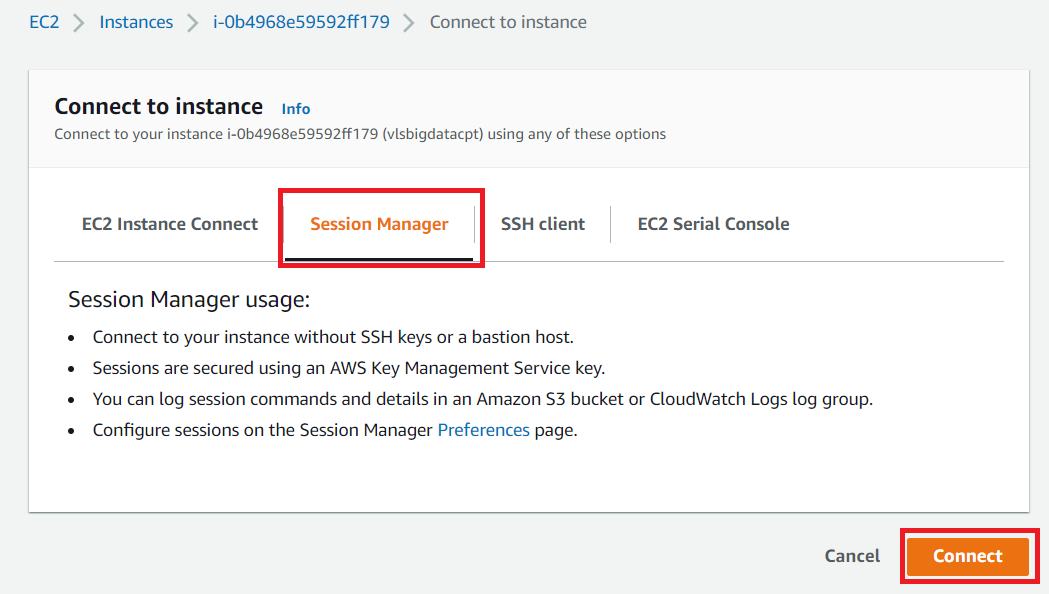 EC2 Instances i-0b4968e59592ff179 Connect to instance
Connect to instance Info
Connect to your instance i-0b4968e59592ff179 (vlsbigdatacpt) using any of these options
EC2 Instance Connect Session Manager SSH client EC2 Serial Console
Session Manager usage:
Connect to your instance without SSH keys or a bastion host.
Sessions are secured using an AWS Key Management Service key.
You can log session commands and details in an Amazon S3 bucket or CloudWatch Logs log group.
Configure sessions on the Session Manager Preferences page.
Cancel Connect